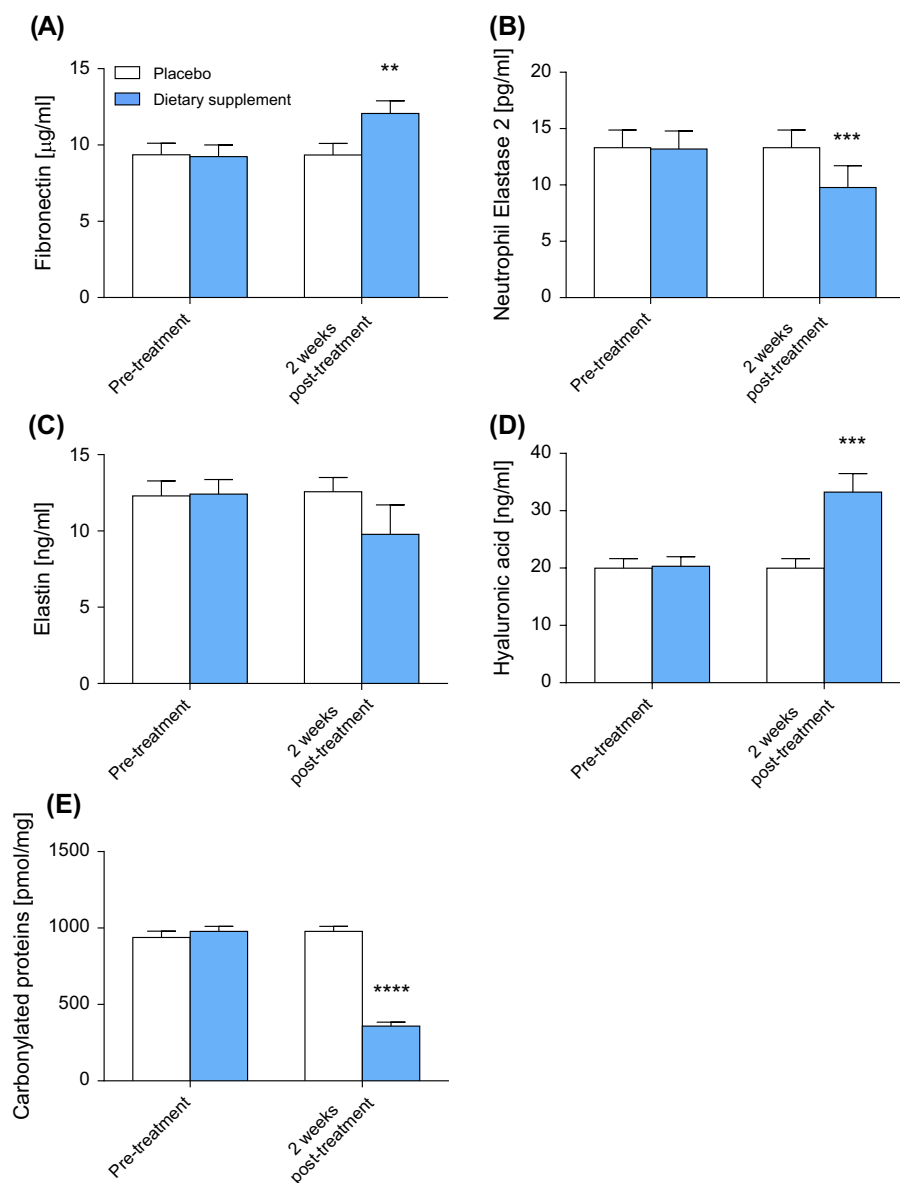 (A)
Fibronectin [µg/ml]
Placebo
Dietary supplement
**
15
10
5
0
Pre-treatment
2 weeks
post-treatment
(B)
Neutrophil Elastase 2 [pg/ml]
20
15
10
5
0
***
Pre-treatment
2 weeks
post-treatment
(C)
Elastin [ng/ml]
15
10
5
0
Pre-treatment
2 weeks
post-treatment
(D)
Hyaluronic acid [ng/ml]
40
30
20
10
0
***
Pre-treatment
2 weeks
post-treatment
(E)
Carbonylated proteins [pmol/mg]
1500
1000
500
0
****
Pre-treatment
2 weeks
post-treatment